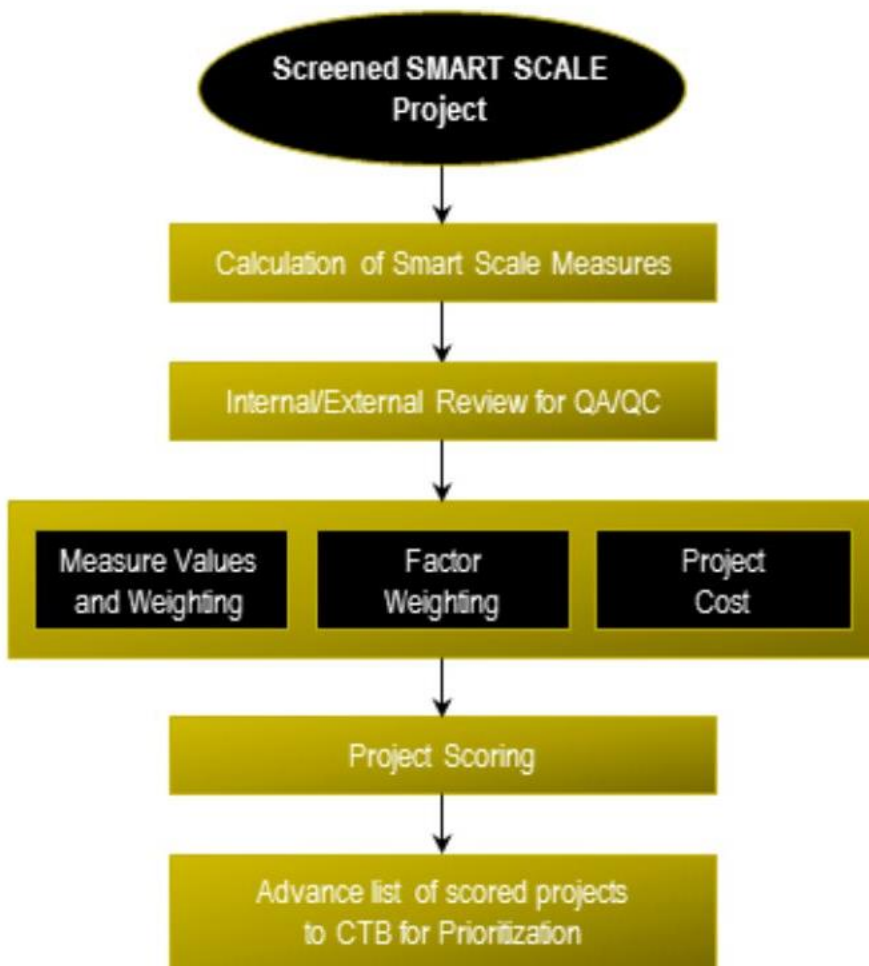 Screened SMART SCALE
Project
Calculation of Smart Scale Measures
Internal/External Review for QA/QC
Measure Values
and Weighting
Factor
Weighting
Project
Cost
Project Scoring
Advance list of scored projects
to CTB for Prioritization